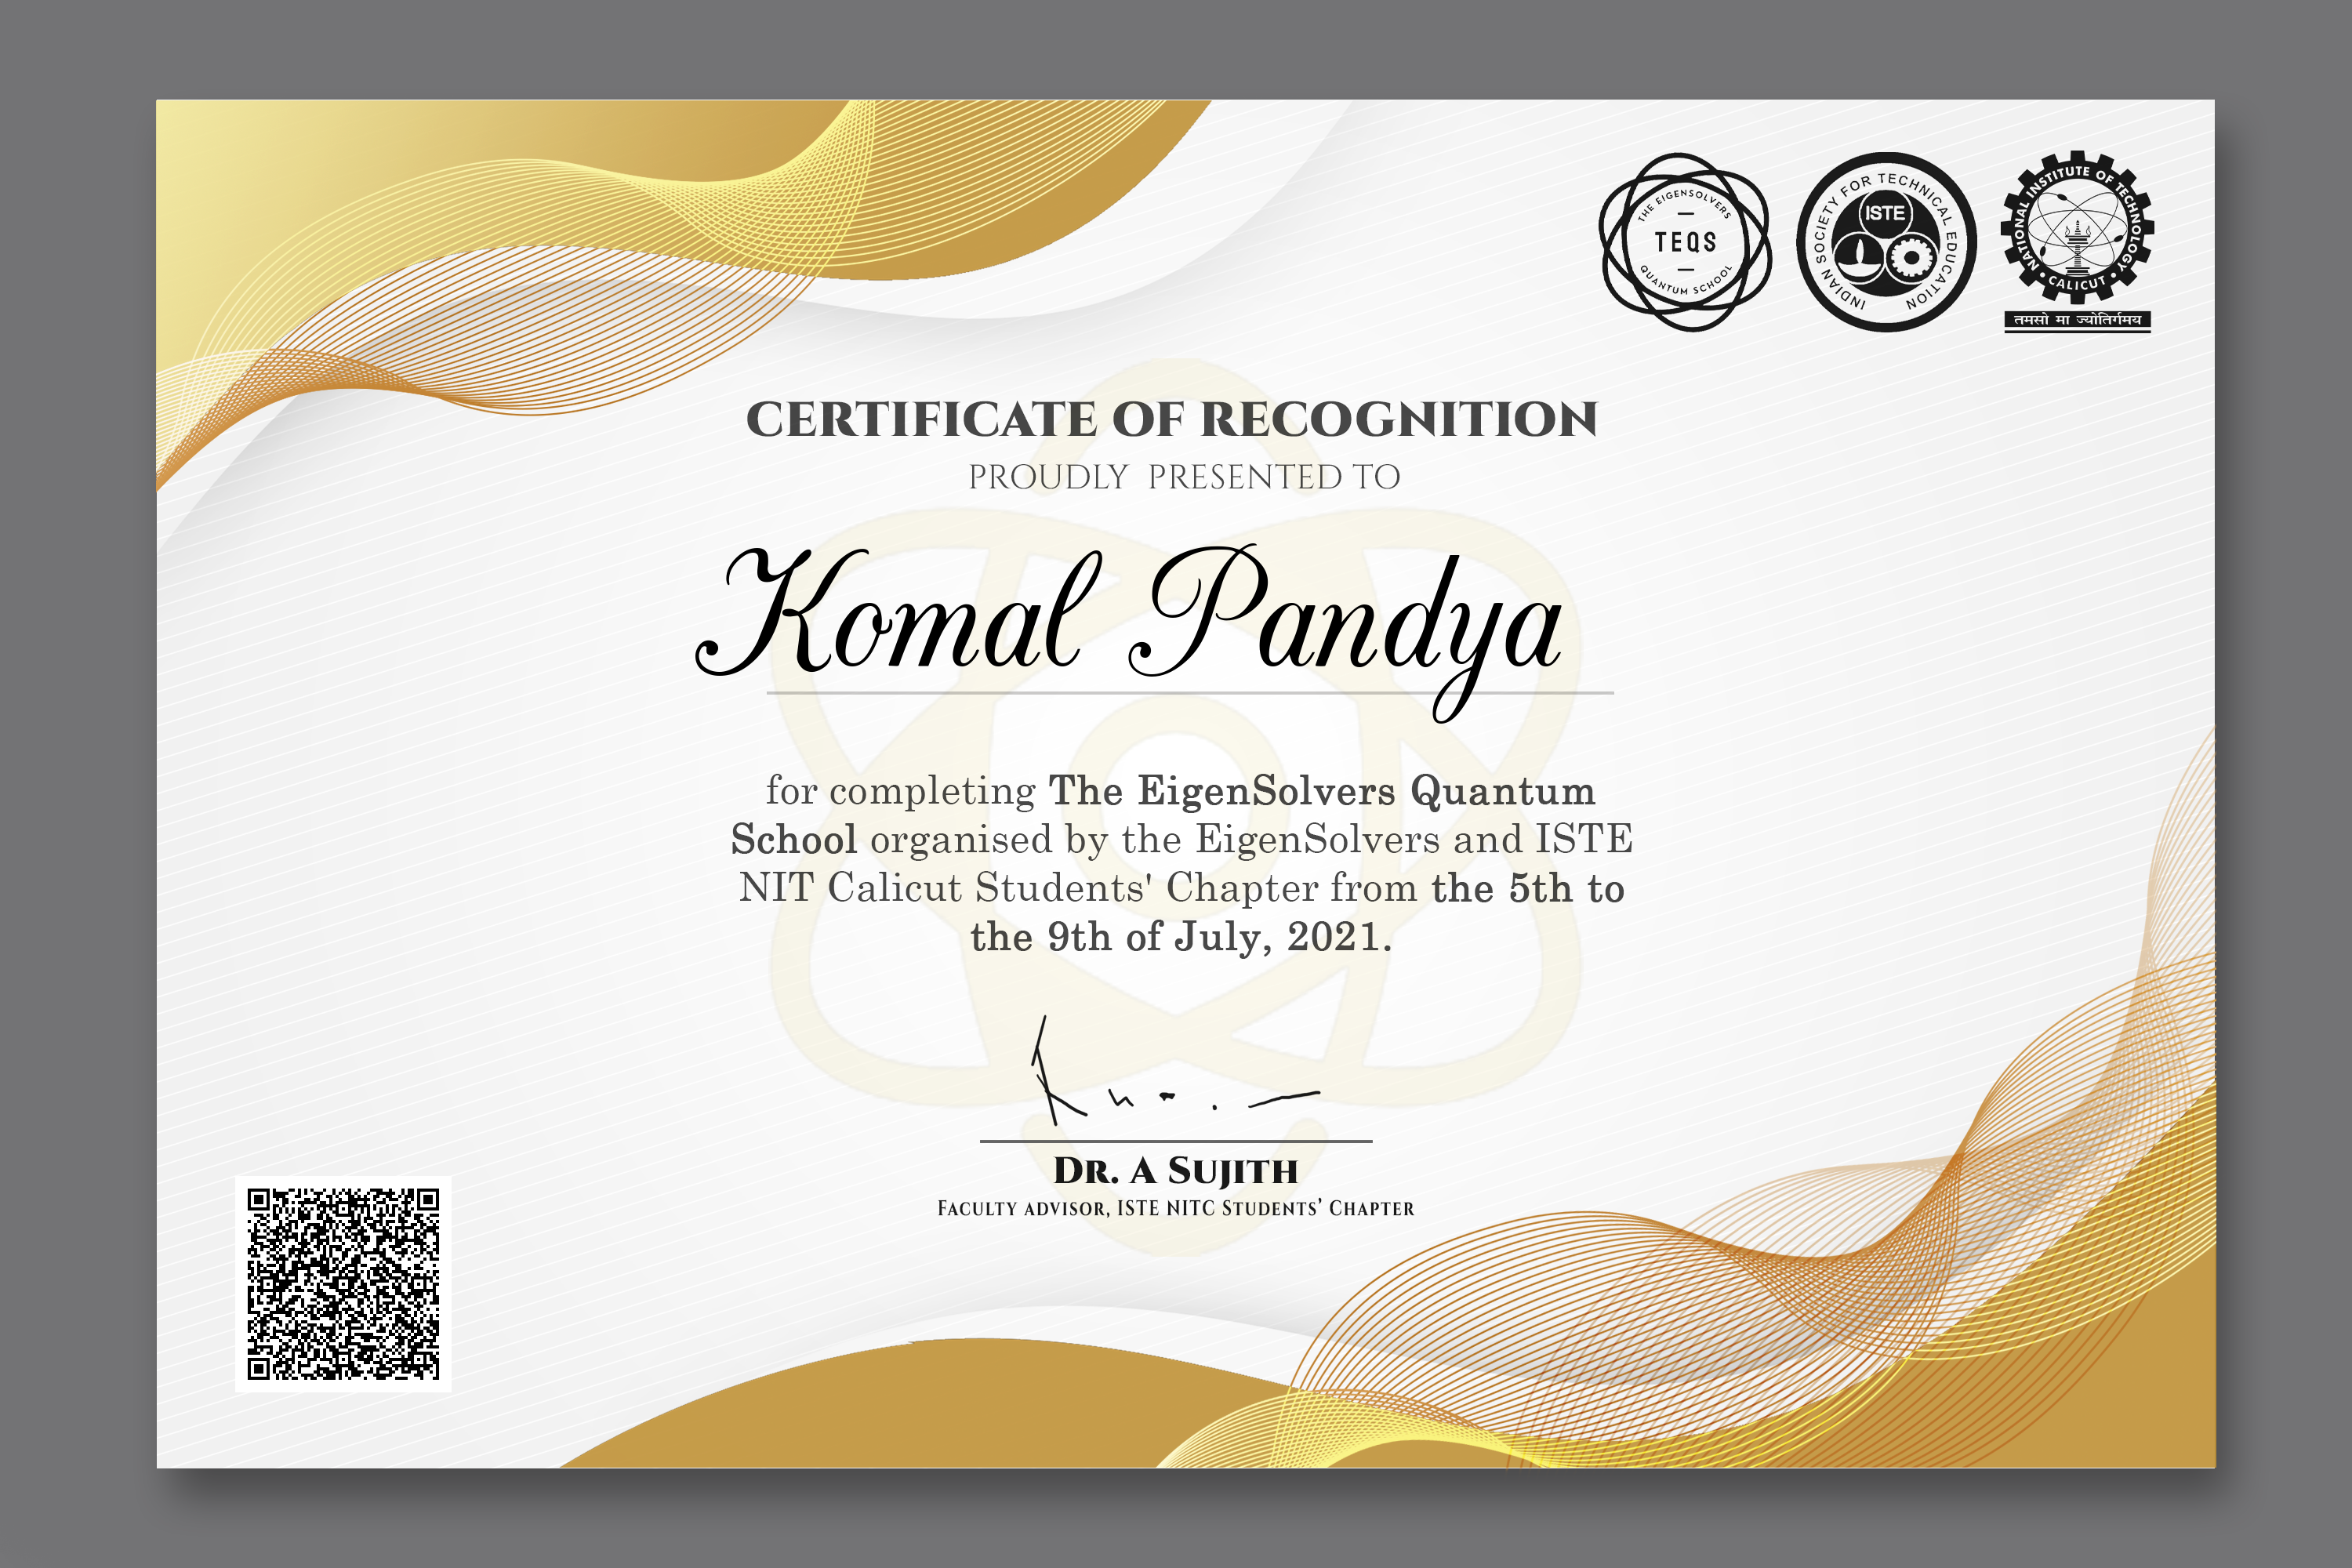 THE EIGENSOLVERS
TEQS
QUANTUM SCHOOL
INDIAN SOCIETY FOR TECHNICAL EDUCATION
ISTE
NATIONAL INSTITUTE OF TECHNOLOGY
• CALICUT •
तमसो मा ज्योतिर्गमय
CERTIFICATE OF RECOGNITION
PROUDLY PRESENTED TO
Komal Pandya
for completing The EigenSolvers Quantum
School organised by the EigenSolvers and ISTE
NIT Calicut Students' Chapter from the 5th to
the 9th of July, 2021.
DR. A SUJITH
FACULTY ADVISOR, ISTE NITC STUDENTS’ CHAPTER